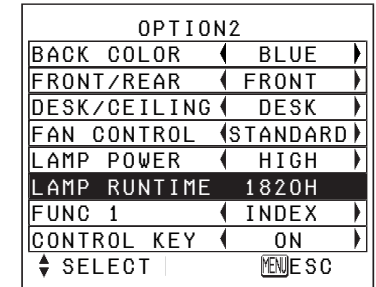 OPTION2
BACK COLOR BLUE
FRONT/REAR FRONT
DESK/CEILING DESK
FAN CONTROL STANDARD
LAMP POWER HIGH
LAMP RUNTIME 1820H
FUNC 1 INDEX
CONTROL KEY ON
SELECT MENU ESC